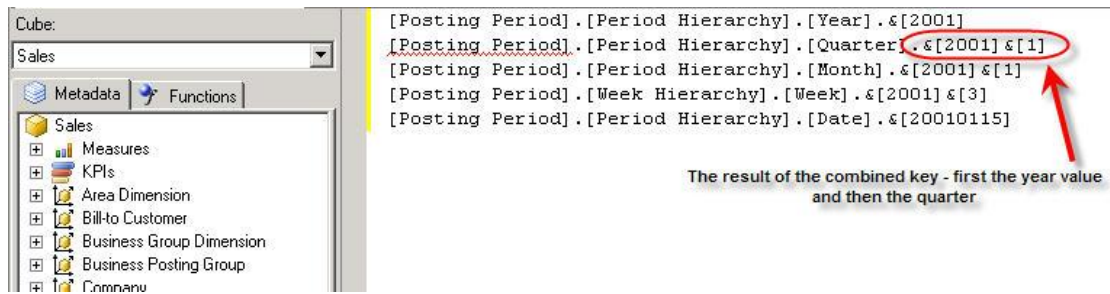 Cube:
Sales
Metadata
Functions
Sales
Measures
KPIs
Area Dimension
Bill-to Customer
Business Group Dimension
Business Posting Group
Company
[Posting Period].[Period Hierarchy].[Year].&[2001]
[Posting Period].[Period Hierarchy].[Quarter].&[2001]&[1]
[Posting Period].[Period Hierarchy].[Month].&[2001]&[1]
[Posting Period].[Week Hierarchy].[Week].&[2001]&[3]
[Posting Period].[Period Hierarchy].[Date].&[20010115]
The result of the combined key - first the year value
and then the quarter